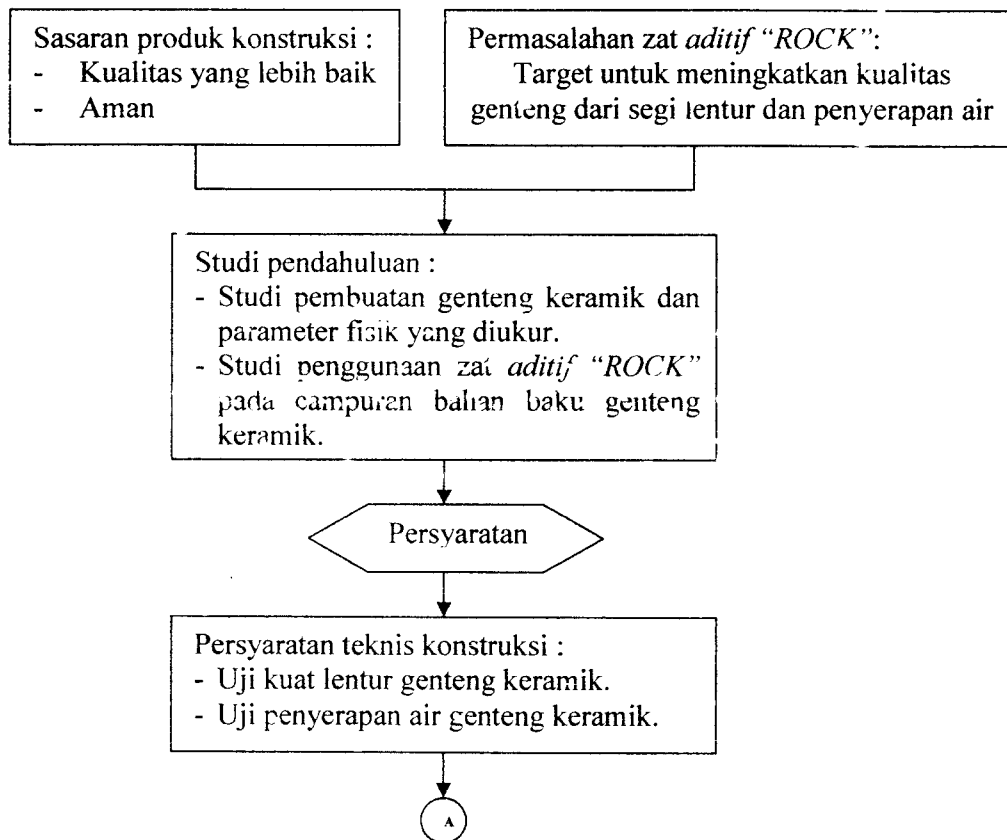 Sasaran produk konstruksi :
- Kualitas yang lebih baik
- Aman
Permasalahan zat aditif “ROCK”:
Target untuk meningkatkan kualitas
genteng dari segi lentur dan penyerapan air
Studi pendahuluan :
- Studi pembuatan genteng keramik dan
parameter fisik yang diukur.
- Studi penggunaan zat aditif “ROCK”
pada campuran bahan baku genteng
keramik.
Persyaratan
Persyaratan teknis konstruksi :
- Uji kuat lentur genteng keramik.
- Uji penyerapan air genteng keramik.
A